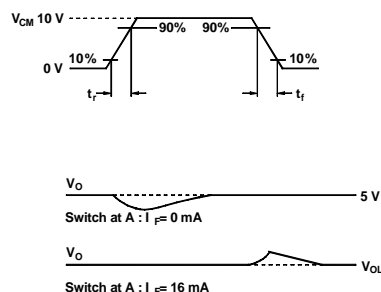 V_CM 10 V
90% 90%
10% 10%
0 V
t_r t_f
V_O
5 V
Switch at A : I_F= 0 mA
V_O
V_OL
Switch at A : I_F= 16 mA